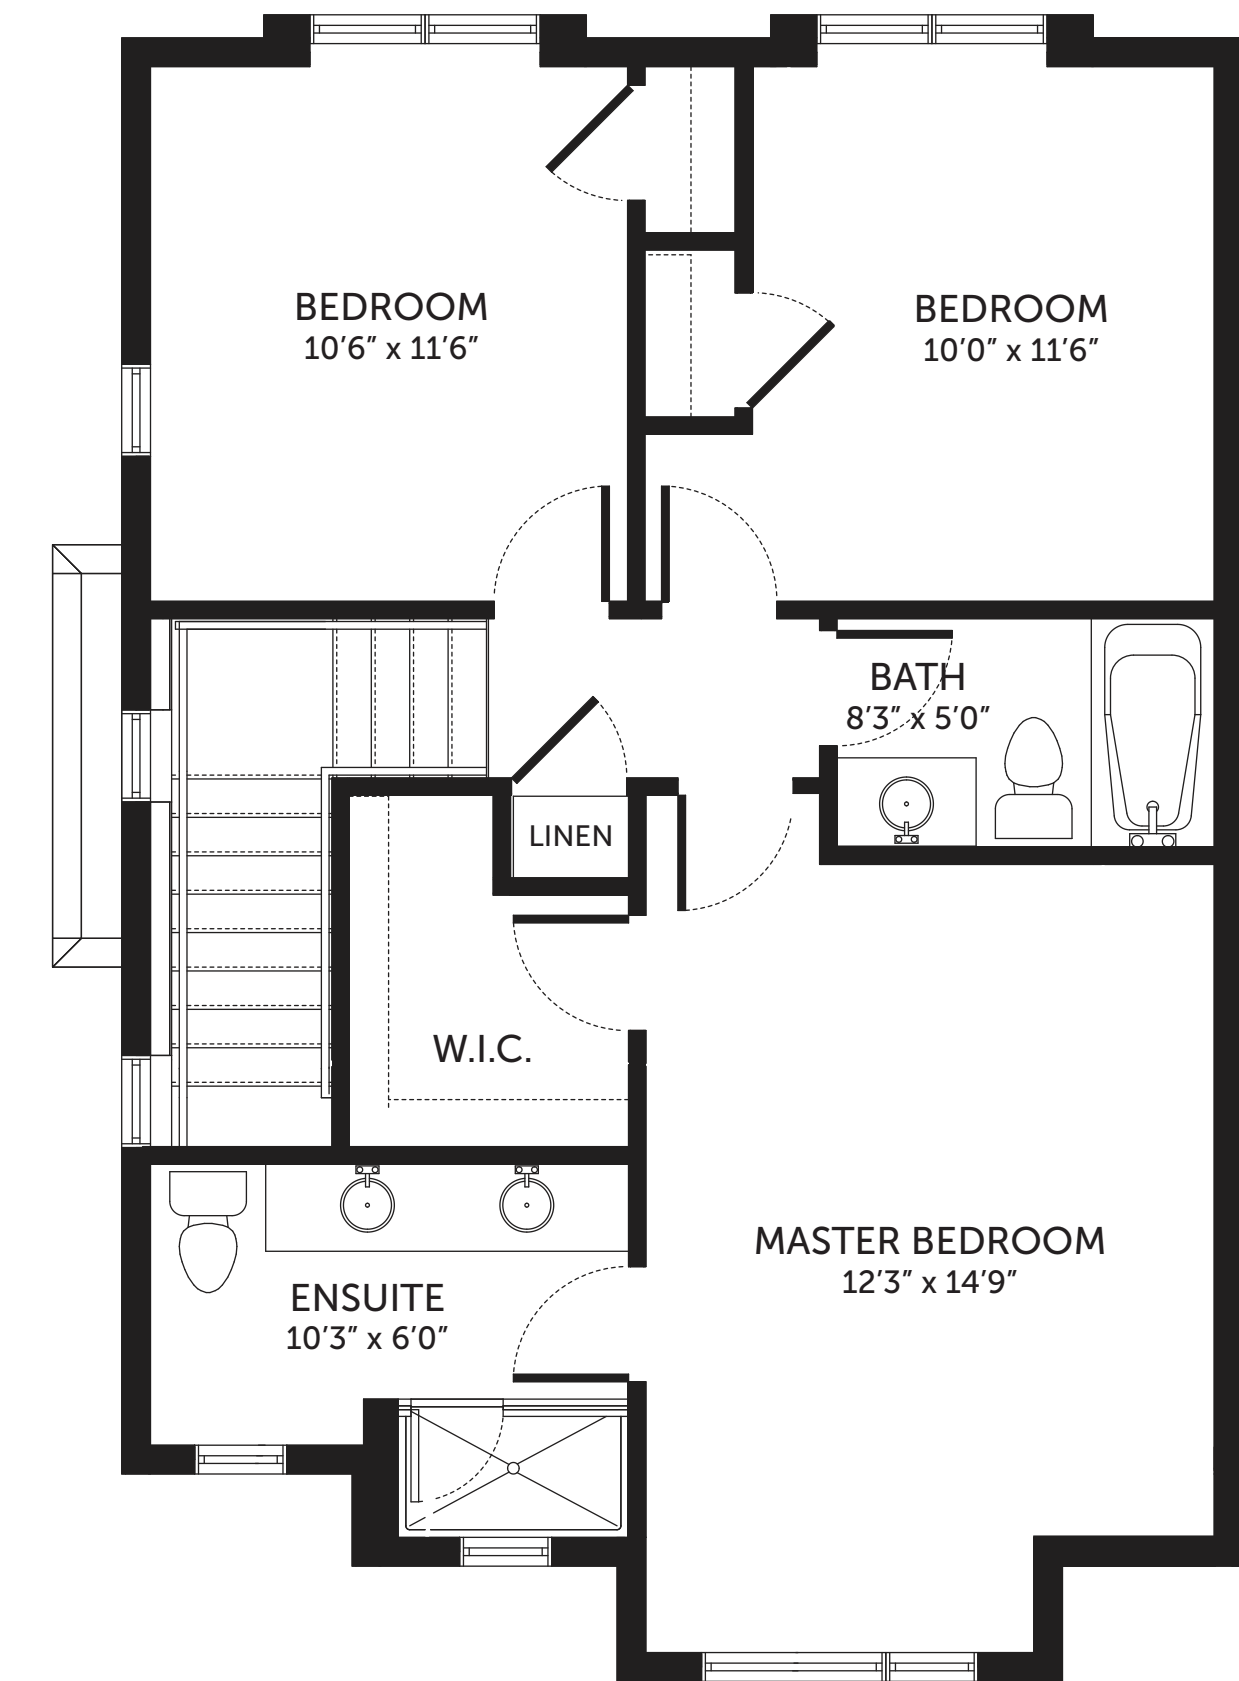 BEDROOM
10′6″ x 11′6″
BEDROOM
10′0″ x 11′6″
BATH
8′3″ x 5′0″
LINEN
W.I.C.
MASTER BEDROOM
12′3″ x 14′9″
ENSUITE
10′3″ x 6′0″